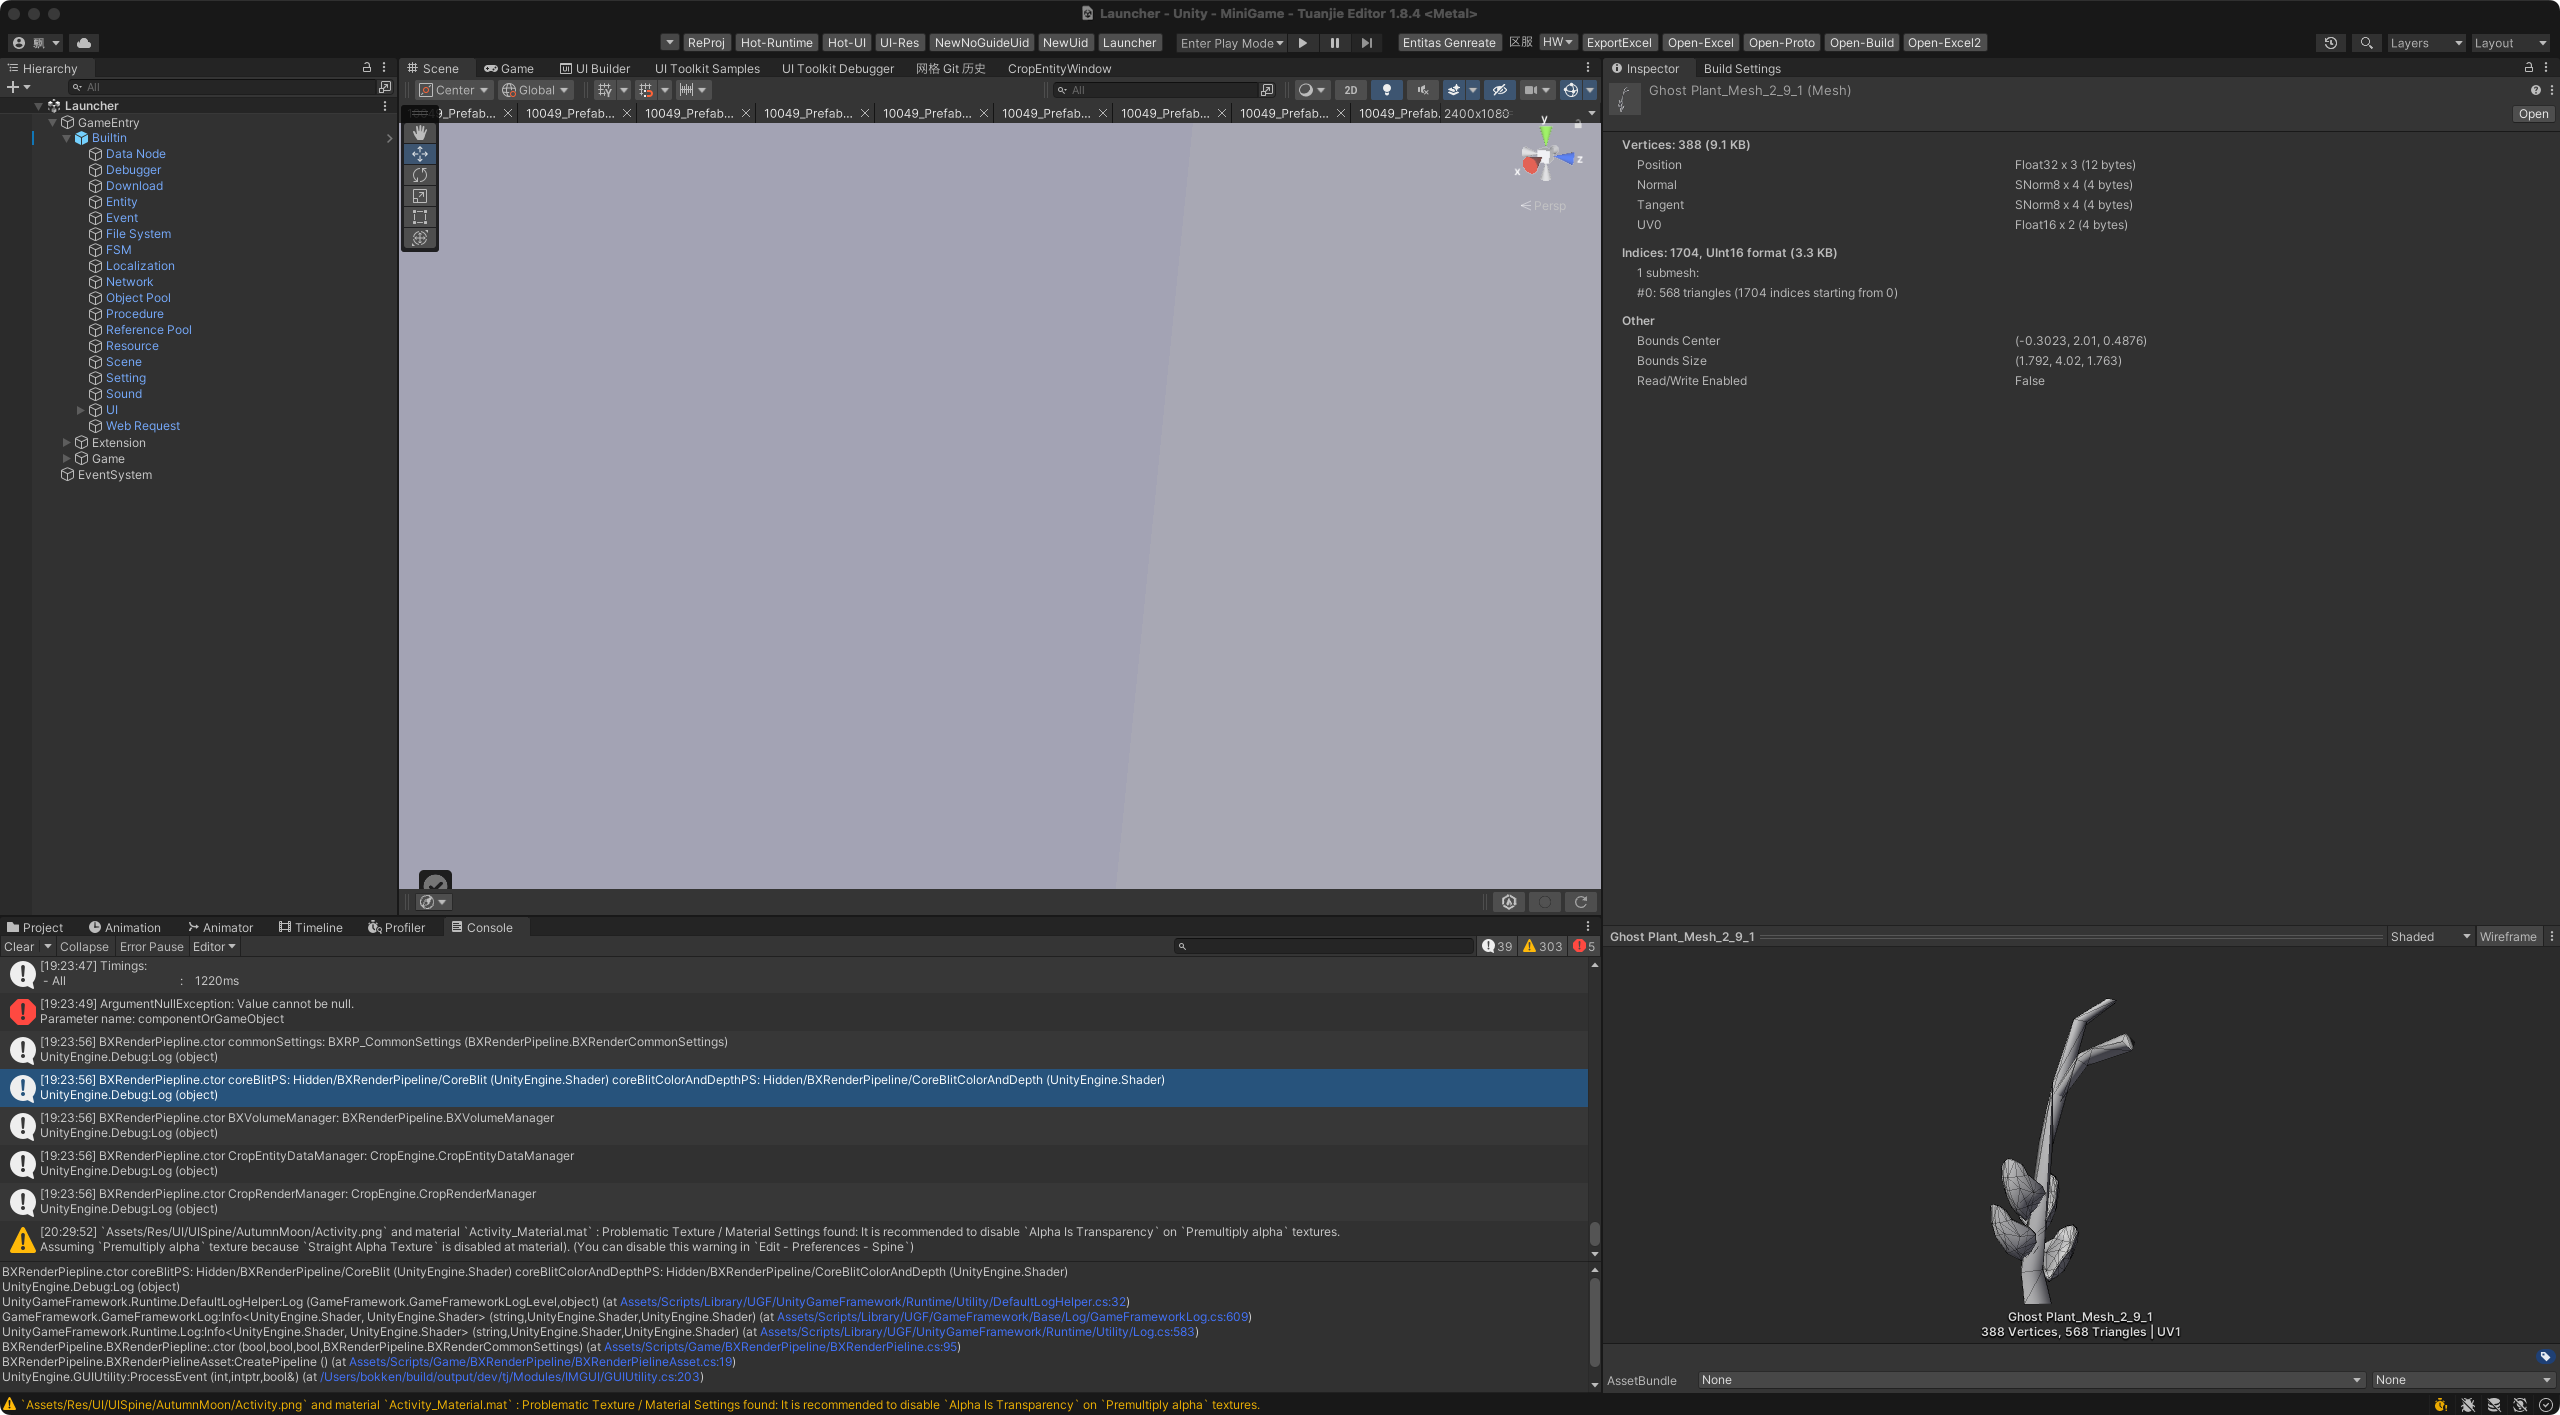 Launcher - Unity - MiniGame - Tuanjie Editor 1.8.4 <Metal>
ReProj Hot-Runtime Hot-UI UI-Res NewNoGuideUid NewUid Launcher Enter Play Mode Entitas Genreate 区服 HW ExportExcel Open-Excel Open-Proto Open-Build Open-Excel2 Layers Layout
Hierarchy
All
Launcher
GameEntry
Builtin
Data Node
Debugger
Download
Entity
Event
File System
FSM
Localization
Network
Object Pool
Procedure
Reference Pool
Resource
Scene
Setting
Sound
UI
Web Request
Extension
Game
EventSystem
Scene Game UI Builder UI Toolkit Samples UI Toolkit Debugger 网格 Git 历史 CropEntityWindow
Center Global All 2D
10049_Prefab... 10049_Prefab... 10049_Prefab... 10049_Prefab... 10049_Prefab... 10049_Prefab... 10049_Prefab... 10049_Prefab. 2400x1080
y
z
x
Persp
Inspector Build Settings
Ghost Plant_Mesh_2_9_1 (Mesh)
Open
Vertices: 388 (9.1 KB)
Position Float32 x 3 (12 bytes)
Normal SNorm8 x 4 (4 bytes)
Tangent SNorm8 x 4 (4 bytes)
UV0 Float16 x 2 (4 bytes)
Indices: 1704, UInt16 format (3.3 KB)
1 submesh:
#0: 568 triangles (1704 indices starting from 0)
Other
Bounds Center (-0.3023, 2.01, 0.4876)
Bounds Size (1.792, 4.02, 1.763)
Read/Write Enabled False
Project Animation Animator Timeline Profiler Console
Clear Collapse Error Pause Editor 39 303 5
[19:23:47] Timings:
- All : 1220ms
[19:23:49] ArgumentNullException: Value cannot be null.
Parameter name: componentOrGameObject
[19:23:56] BXRenderPiepline.ctor commonSettings: BXRP_CommonSettings (BXRenderPipeline.BXRenderCommonSettings)
UnityEngine.Debug:Log (object)
[19:23:56] BXRenderPiepline.ctor coreBlitPS: Hidden/BXRenderPipeline/CoreBlit (UnityEngine.Shader) coreBlitColorAndDepthPS: Hidden/BXRenderPipeline/CoreBlitColorAndDepth (UnityEngine.Shader)
UnityEngine.Debug:Log (object)
[19:23:56] BXRenderPiepline.ctor BXVolumeManager: BXRenderPipeline.BXVolumeManager
UnityEngine.Debug:Log (object)
[19:23:56] BXRenderPiepline.ctor CropEntityDataManager: CropEngine.CropEntityDataManager
UnityEngine.Debug:Log (object)
[19:23:56] BXRenderPiepline.ctor CropRenderManager: CropEngine.CropRenderManager
UnityEngine.Debug:Log (object)
[20:29:52] `Assets/Res/UI/UISpine/AutumnMoon/Activity.png` and material `Activity_Material.mat` : Problematic Texture / Material Settings found: It is recommended to disable `Alpha Is Transparency` on `Premultiply alpha` textures.
Assuming `Premultiply alpha` texture because `Straight Alpha Texture` is disabled at material). (You can disable this warning in `Edit - Preferences - Spine`)
BXRenderPiepline.ctor coreBlitPS: Hidden/BXRenderPipeline/CoreBlit (UnityEngine.Shader) coreBlitColorAndDepthPS: Hidden/BXRenderPipeline/CoreBlitColorAndDepth (UnityEngine.Shader)
UnityEngine.Debug:Log (object)
UnityGameFramework.Runtime.DefaultLogHelper:Log (GameFramework.GameFrameworkLogLevel,object) (at Assets/Scripts/Library/UGF/UnityGameFramework/Runtime/Utility/DefaultLogHelper.cs:32)
GameFramework.GameFrameworkLog:Info<UnityEngine.Shader, UnityEngine.Shader> (string,UnityEngine.Shader,UnityEngine.Shader) (at Assets/Scripts/Library/UGF/GameFramework/Base/Log/GameFrameworkLog.cs:609)
UnityGameFramework.Runtime.Log:Info<UnityEngine.Shader, UnityEngine.Shader> (string,UnityEngine.Shader,UnityEngine.Shader) (at Assets/Scripts/Library/UGF/UnityGameFramework/Runtime/Utility/Log.cs:583)
BXRenderPipeline.BXRenderPiepline:.ctor (bool,bool,bool,BXRenderPipeline.BXRenderCommonSettings) (at Assets/Scripts/Game/BXRenderPipeline/BXRenderPieline.cs:95)
BXRenderPipeline.BXRenderPielineAsset:CreatePipeline () (at Assets/Scripts/Game/BXRenderPipeline/BXRenderPielineAsset.cs:19)
UnityEngine.GUIUtility:ProcessEvent (int,intptr,bool&) (at /Users/bokken/build/output/dev/tj/Modules/IMGUI/GUIUtility.cs:203)
Ghost Plant_Mesh_2_9_1 Shaded Wireframe
Ghost Plant_Mesh_2_9_1
388 Vertices, 568 Triangles | UV1
AssetBundle None None
`Assets/Res/UI/UISpine/AutumnMoon/Activity.png` and material `Activity_Material.mat` : Problematic Texture / Material Settings found: It is recommended to disable `Alpha Is Transparency` on `Premultiply alpha` textures.